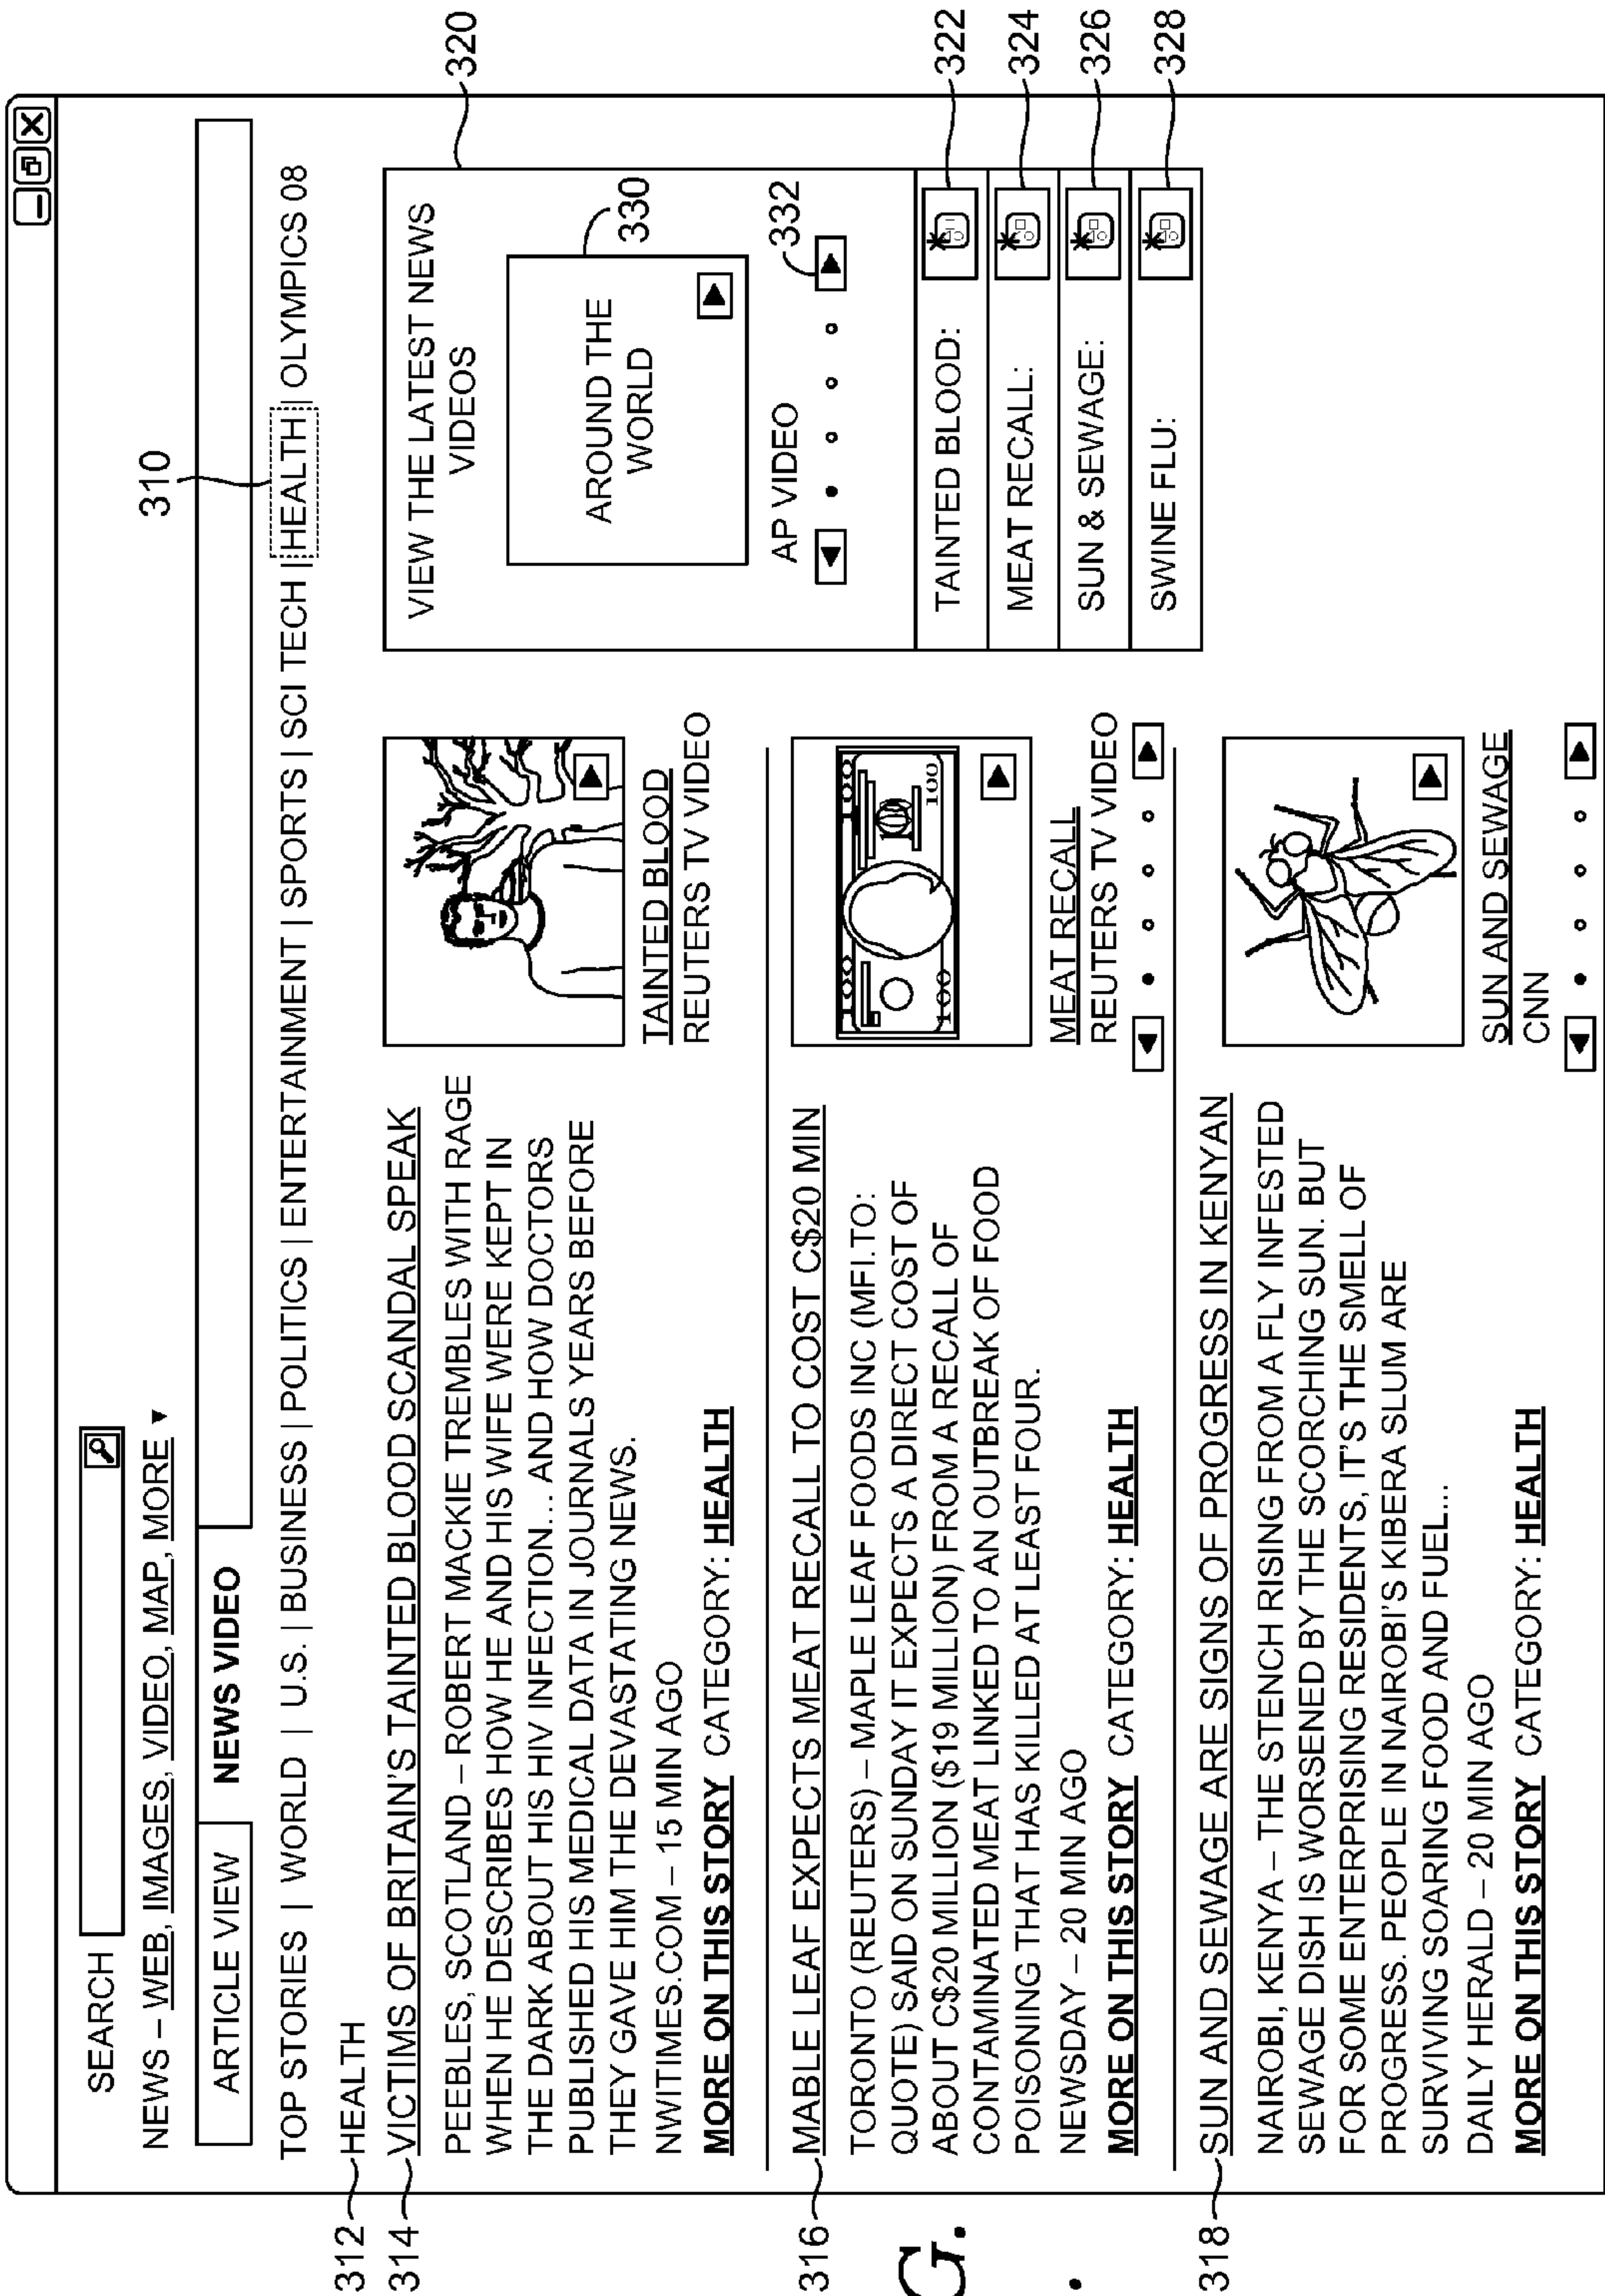 SEARCH
NEWS – WEB, IMAGES, VIDEO, MAP, MORE ▼
ARTICLE VIEW
NEWS VIDEO
310
TOP STORIES | WORLD | U.S. | BUSINESS | POLITICS | ENTERTAINMENT | SPORTS | SCI TECH | HEALTH | OLYMPICS 08
312
HEALTH
314
VICTIMS OF BRITAIN'S TAINTED BLOOD SCANDAL SPEAK
PEEBLES, SCOTLAND – ROBERT MACKIE TREMBLES WITH RAGE
WHEN HE DESCRIBES HOW HE AND HIS WIFE WERE KEPT IN
THE DARK ABOUT HIS HIV INFECTION... AND HOW DOCTORS
PUBLISHED HIS MEDICAL DATA IN JOURNALS YEARS BEFORE
THEY GAVE HIM THE DEVASTATING NEWS.
NWITIMES.COM – 15 MIN AGO
MORE ON THIS STORY CATEGORY: HEALTH
TAINTED BLOOD
REUTERS TV VIDEO
316
MABLE LEAF EXPECTS MEAT RECALL TO COST C$20 MIN
TORONTO (REUTERS) – MAPLE LEAF FOODS INC (MFI.TO:
QUOTE) SAID ON SUNDAY IT EXPECTS A DIRECT COST OF
ABOUT C$20 MILLION ($19 MILLION) FROM A RECALL OF
CONTAMINATED MEAT LINKED TO AN OUTBREAK OF FOOD
POISONING THAT HAS KILLED AT LEAST FOUR.
NEWSDAY – 20 MIN AGO
MORE ON THIS STORY CATEGORY: HEALTH
100
100
MEAT RECALL
REUTERS TV VIDEO
318
SUN AND SEWAGE ARE SIGNS OF PROGRESS IN KENYAN
NAIROBI, KENYA – THE STENCH RISING FROM A FLY INFESTED
SEWAGE DISH IS WORSENED BY THE SCORCHING SUN. BUT
FOR SOME ENTERPRISING RESIDENTS, IT'S THE SMELL OF
PROGRESS. PEOPLE IN NAIROBI'S KIBERA SLUM ARE
SURVIVING SOARING FOOD AND FUEL...
DAILY HERALD – 20 MIN AGO
MORE ON THIS STORY CATEGORY: HEALTH
SUN AND SEWAGE
CNN
320
VIEW THE LATEST NEWS
VIDEOS
330
AROUND THE
WORLD
AP VIDEO
332
TAINTED BLOOD:
322
MEAT RECALL:
324
SUN & SEWAGE:
326
SWINE FLU:
328
G.